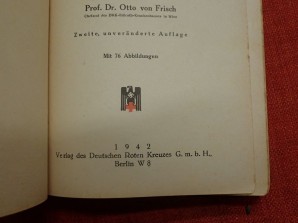 Prof. Dr. Otto von Frisch
Zweite, unveränderte Auflage
Mit 76 Abbildungen
1942
Verlag des Deutschen Roten Kreuzes G. m. b. H.,
Berlin W 8